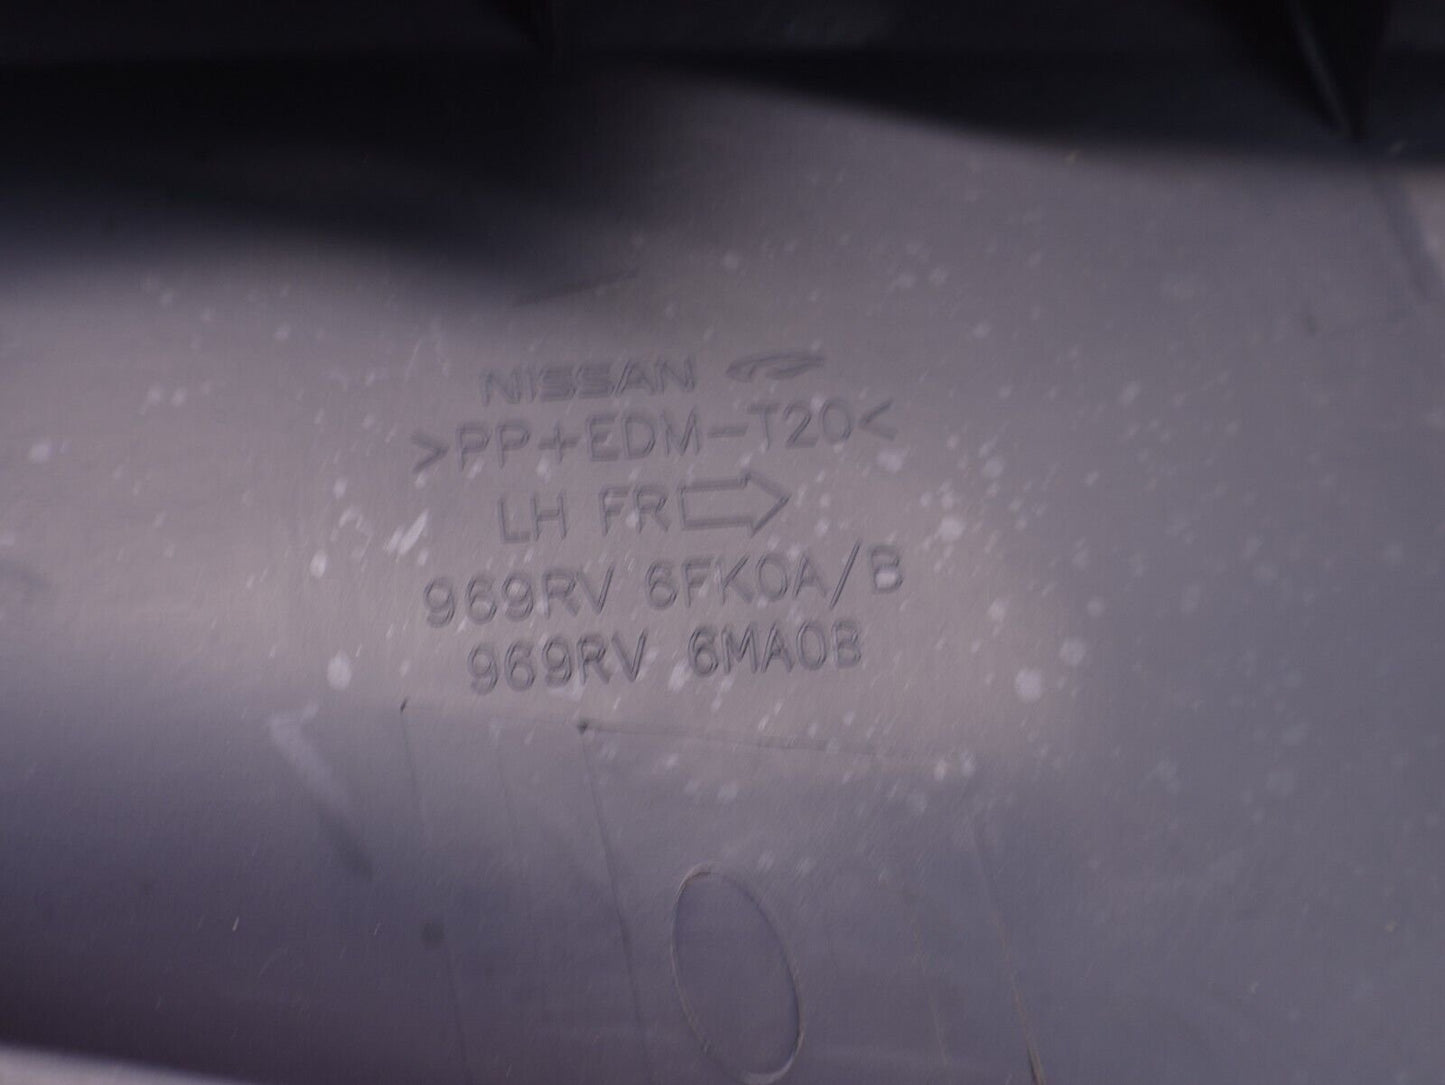 NISSAN
>PP+EDM-T20<
LH FR
969RV 6FK0A/B
969RV 6MA0B